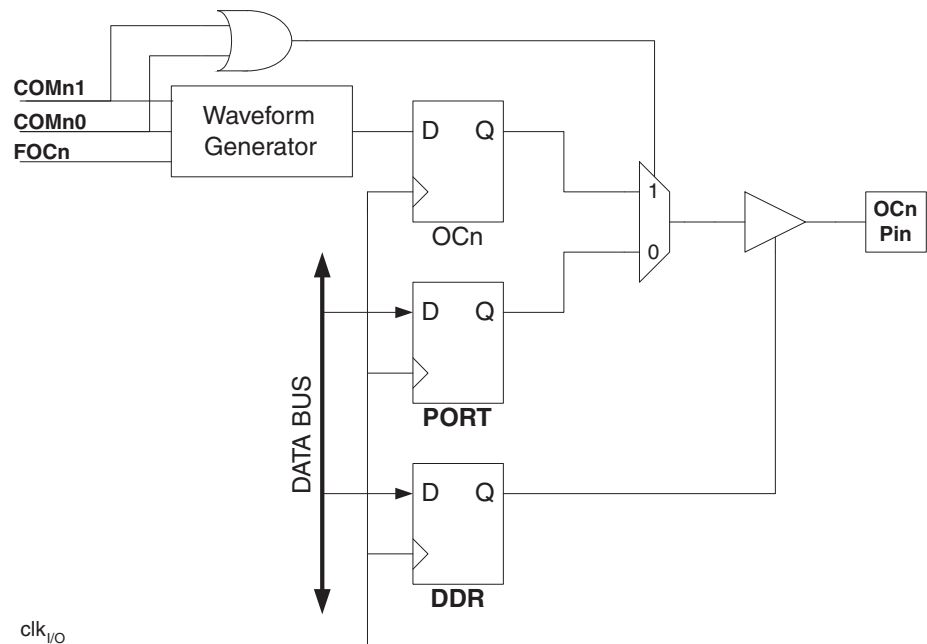 COMn1
COMn0
FOCn
Waveform
Generator
D Q
OCn
1
0
OCn
Pin
D Q
PORT
DATA BUS
D Q
DDR
clkI/O